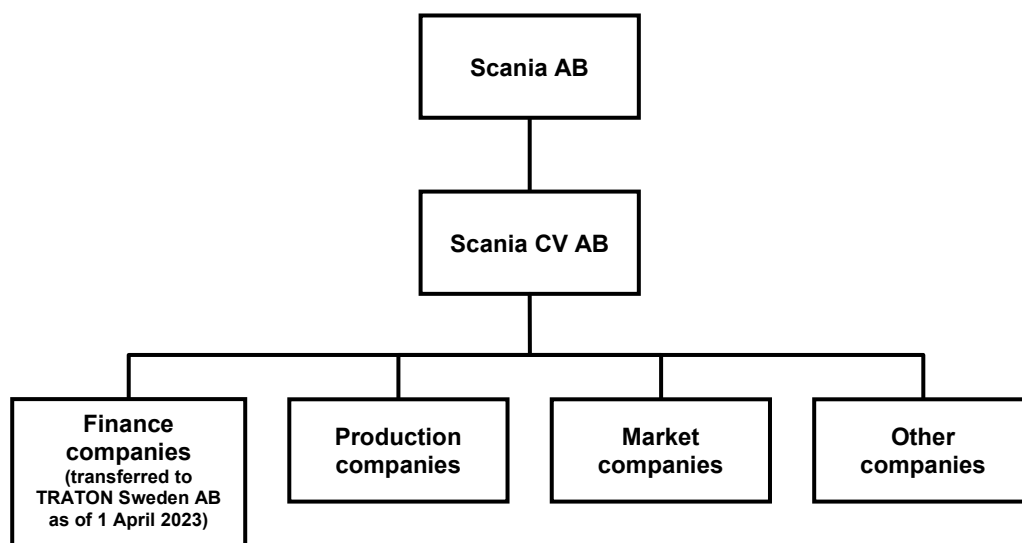 Scania AB
Scania CV AB
Finance
companies
(transferred to
TRATON Sweden AB
as of 1 April 2023)
Production
companies
Market
companies
Other
companies